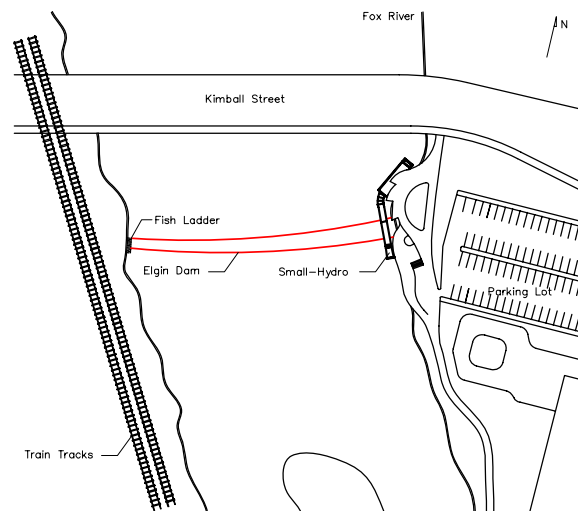 Fox River
N
Kimball Street
Fish Ladder
Elgin Dam
Small-Hydro
Parking Lot
Train Tracks